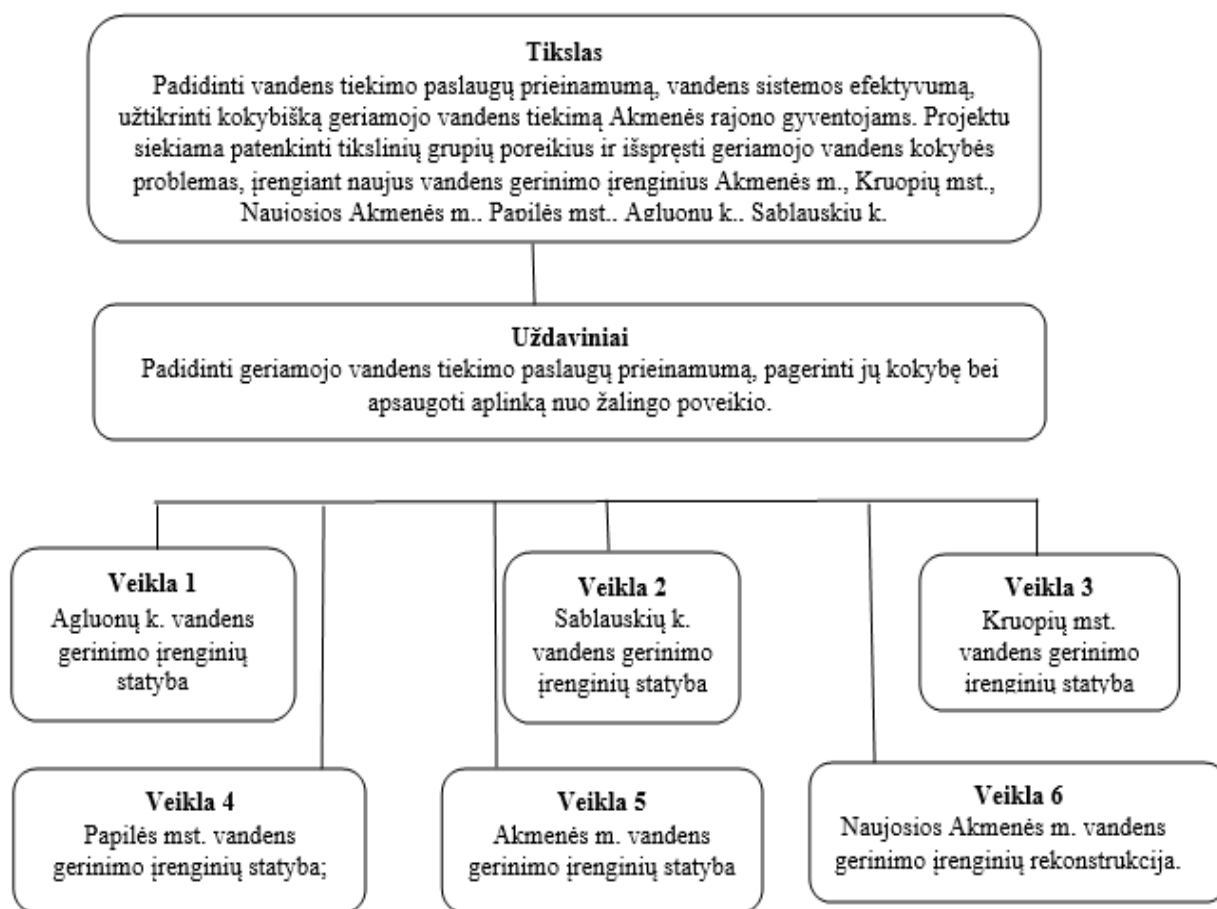 Tikslas
Padidinti vandens tiekimo paslaugų prieinamumą, vandens sistemos efektyvumą,
užtikrinti kokybišką geriamojo vandens tiekimą Akmenės rajono gyventojams. Projektu
siekiama patenkinti tikslinių grupių poreikius ir išspręsti geriamojo vandens kokybės
problemas, įrengiant naujus vandens gerinimo įrenginius Akmenės m., Kruopių mst.,
Naujosios Akmenės m., Papilės mst., Agluonų k., Sablauskių k.
Uždaviniai
Padidinti geriamojo vandens tiekimo paslaugų prieinamumą, pagerinti jų kokybę bei
apsaugoti aplinką nuo žalingo poveikio.
Veikla 1
Agluonų k. vandens
gerinimo įrenginių
statyba
Veikla 2
Sablauskių k.
vandens gerinimo
įrenginių statyba
Veikla 3
Kruopių mst.
vandens gerinimo
įrenginių statyba
Veikla 4
Papilės mst. vandens
gerinimo įrenginių statyba;
Veikla 5
Akmenės m. vandens
gerinimo įrenginių statyba
Veikla 6
Naujosios Akmenės m. vandens
gerinimo įrenginių rekonstrukcija.